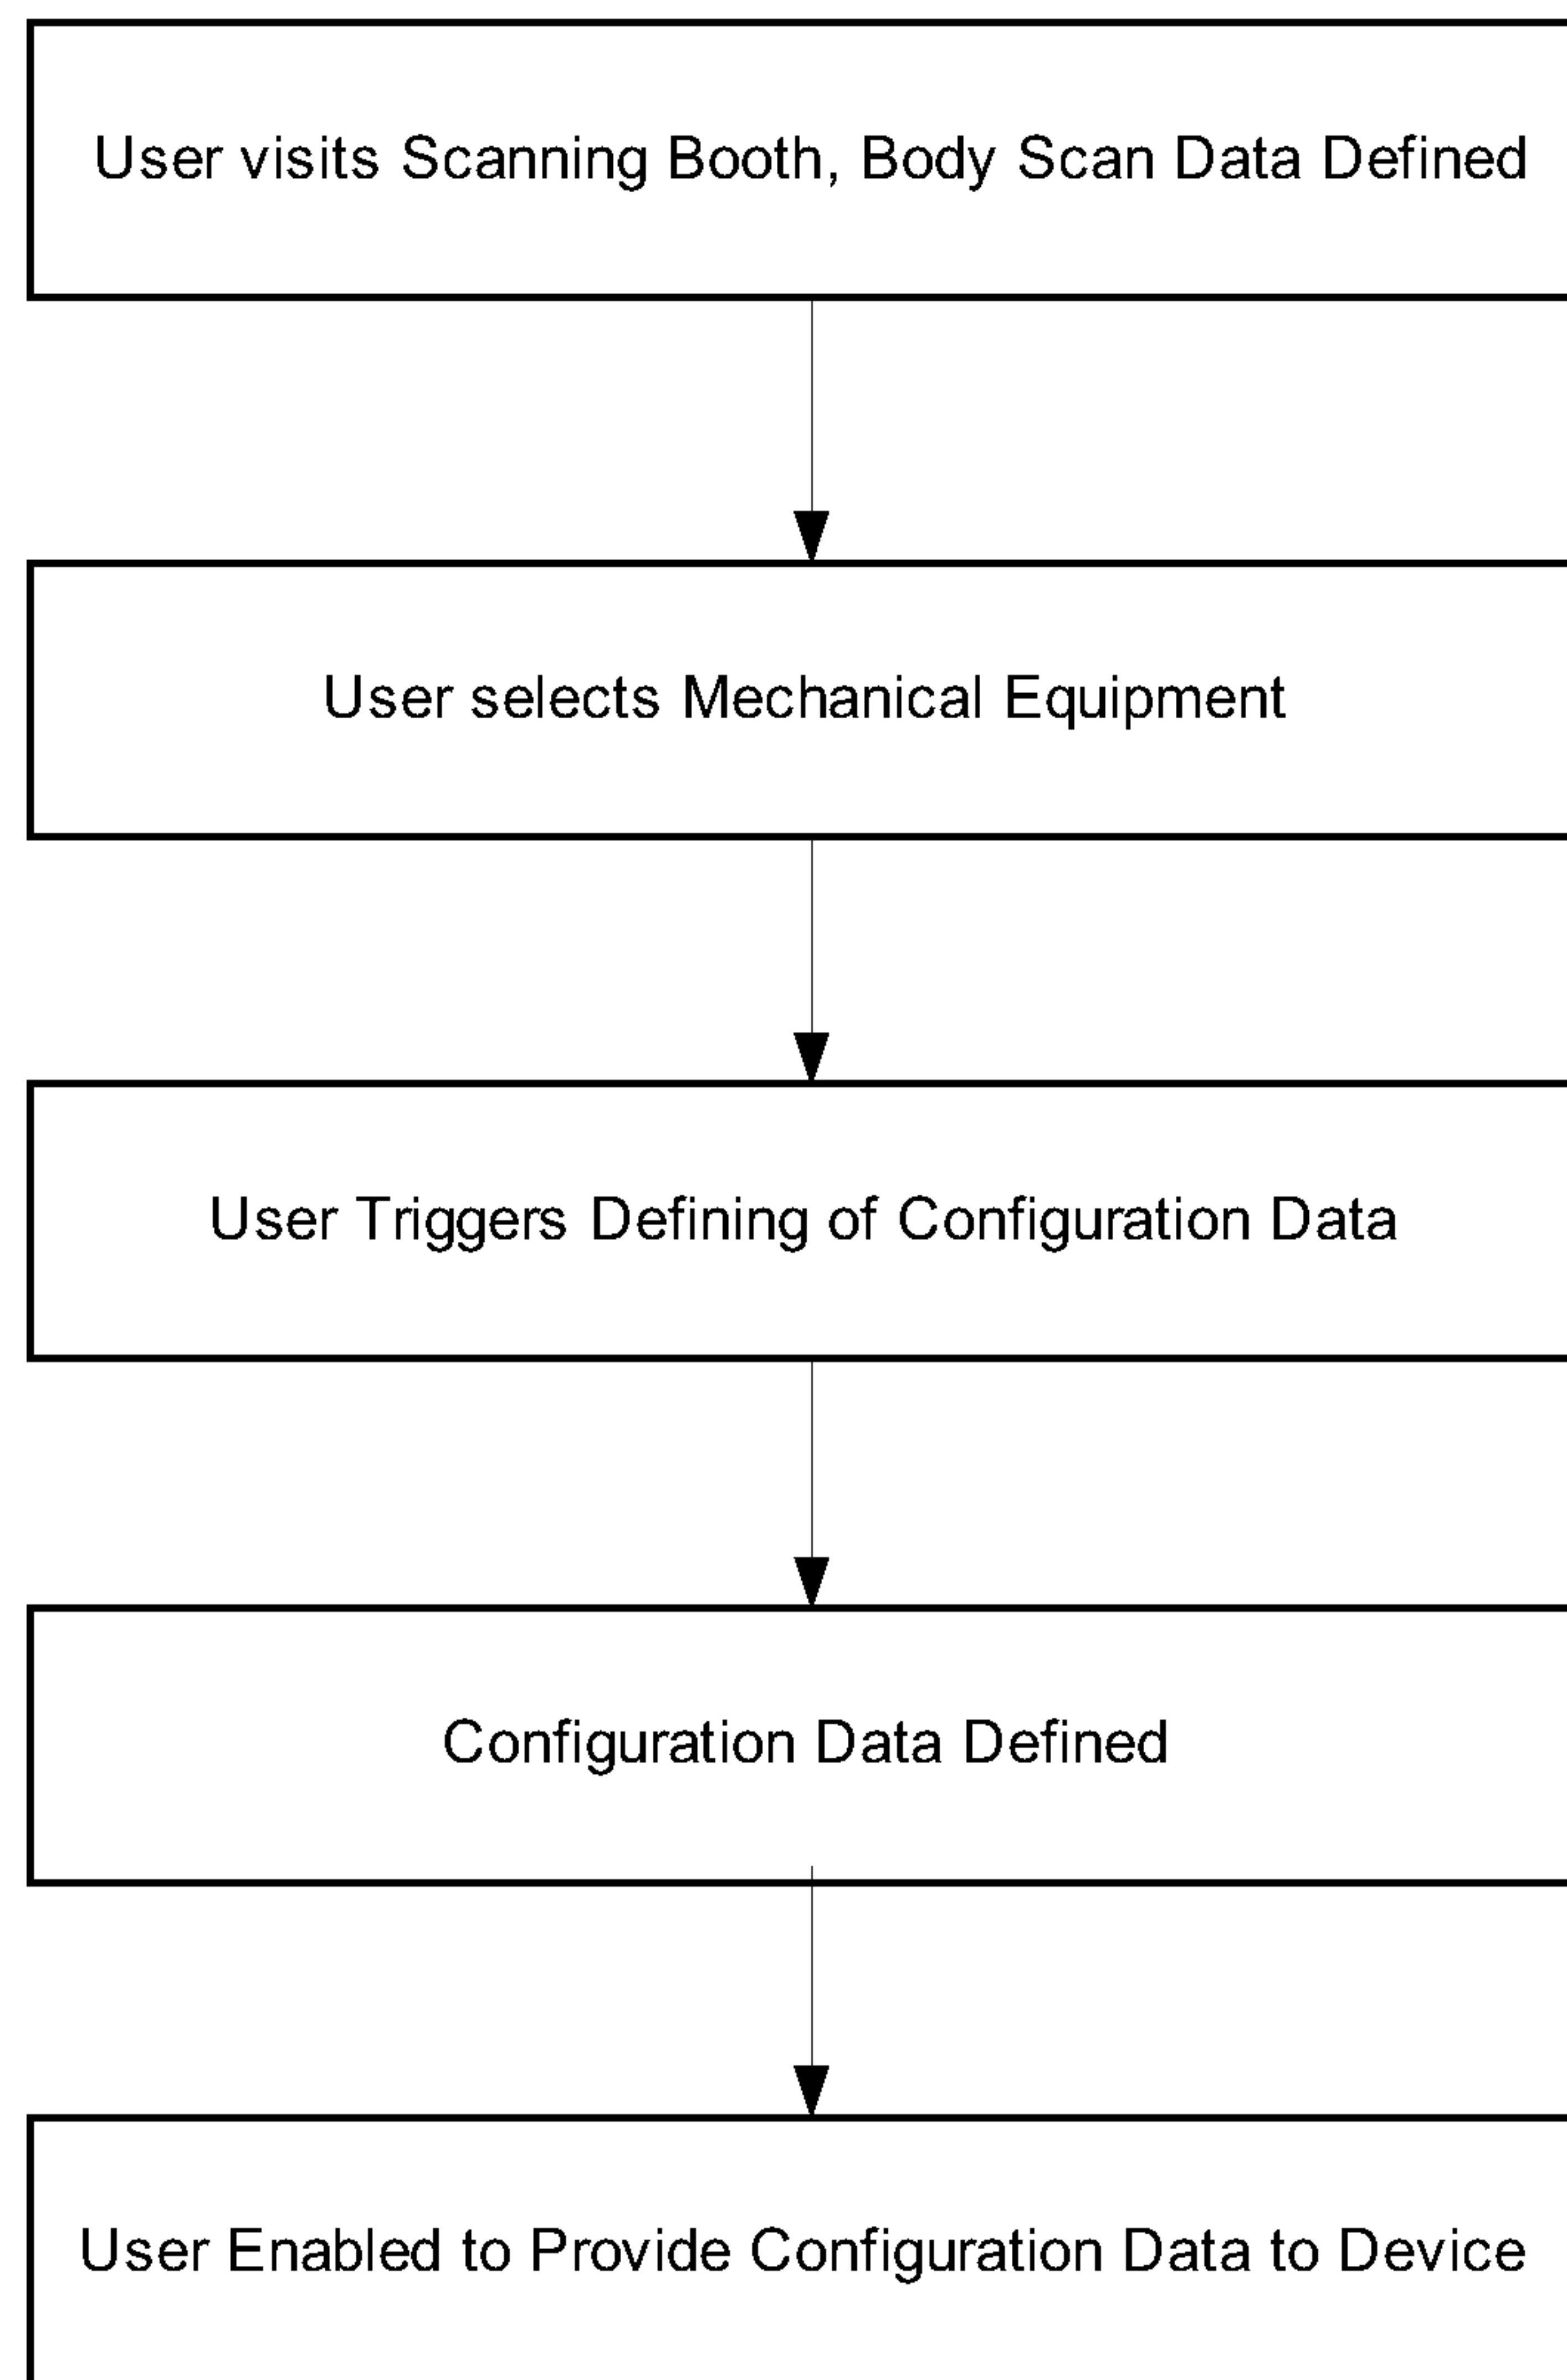 User visits Scanning Booth, Body Scan Data Defined
User selects Mechanical Equipment
User Triggers Defining of Configuration Data
Configuration Data Defined
User Enabled to Provide Configuration Data to Device